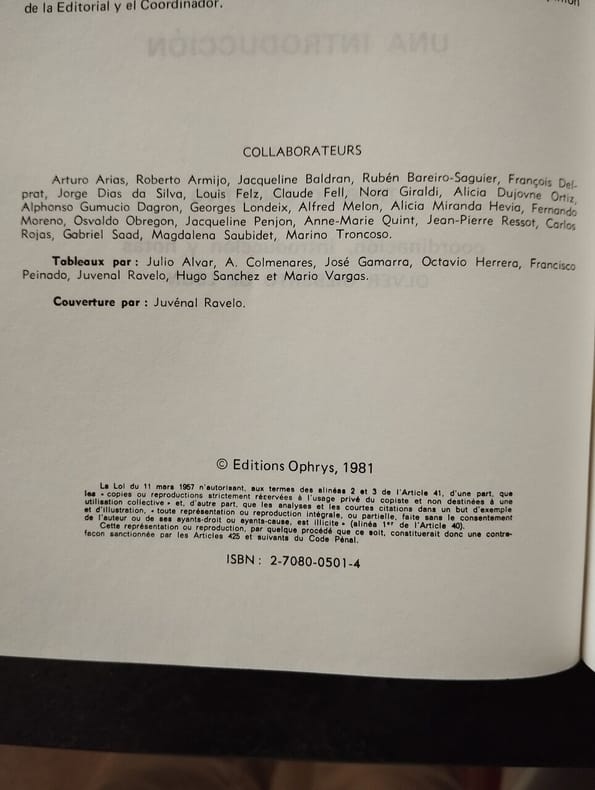 de la Editorial y el Coordinador.
COLLABORATEURS
Arturo Arias, Roberto Armijo, Jacqueline Baldran, Rubén Bareiro-Saguier, François Del-
prat, Jorge Dias da Silva, Louis Felz, Claude Fell, Nora Giraldi, Alicia Dujovne Ortiz,
Alphonso Gumucio Dagron, Georges Londeix, Alfred Melon, Alicia Miranda Hevia, Fernando
Moreno, Osvaldo Obregon, Jacqueline Penjon, Anne-Marie Quint, Jean-Pierre Ressot, Carlos
Rojas, Gabriel Saad, Magdalena Saubidet, Marino Troncoso.
Tableaux par : Julio Alvar, A. Colmenares, José Gamarra, Octavio Herrera, Francisco
Peinado, Juvenal Ravelo, Hugo Sanchez et Mario Vargas.
Couverture par : Juvénal Ravelo.
© Editions Ophrys, 1981
La Loi du 11 mars 1957 n'autorisant, aux termes des alinéas 2 et 3 de l'Article 41, d'une part, que
les « copies ou reproductions strictement récervées à l'usage privé du copiste et non destinées à une
utilisation collective » et, d'autre part, que les analyses et les courtes citations dans un but d'exemple
et d'illustration, « toute représentation ou reproduction intégrale, ou partielle, faite sans le consentement
de l'auteur ou de ses ayants-droit ou ayants-cause, est illicite » (alinéa 1er de l'Article 40).
Cette représentation ou reproduction, par quelque procédé que ce soit, constituerait donc une contre-
façon sanctionnée par les Articles 425 et suivants du Code Pénal.
ISBN : 2-7080-0501-4